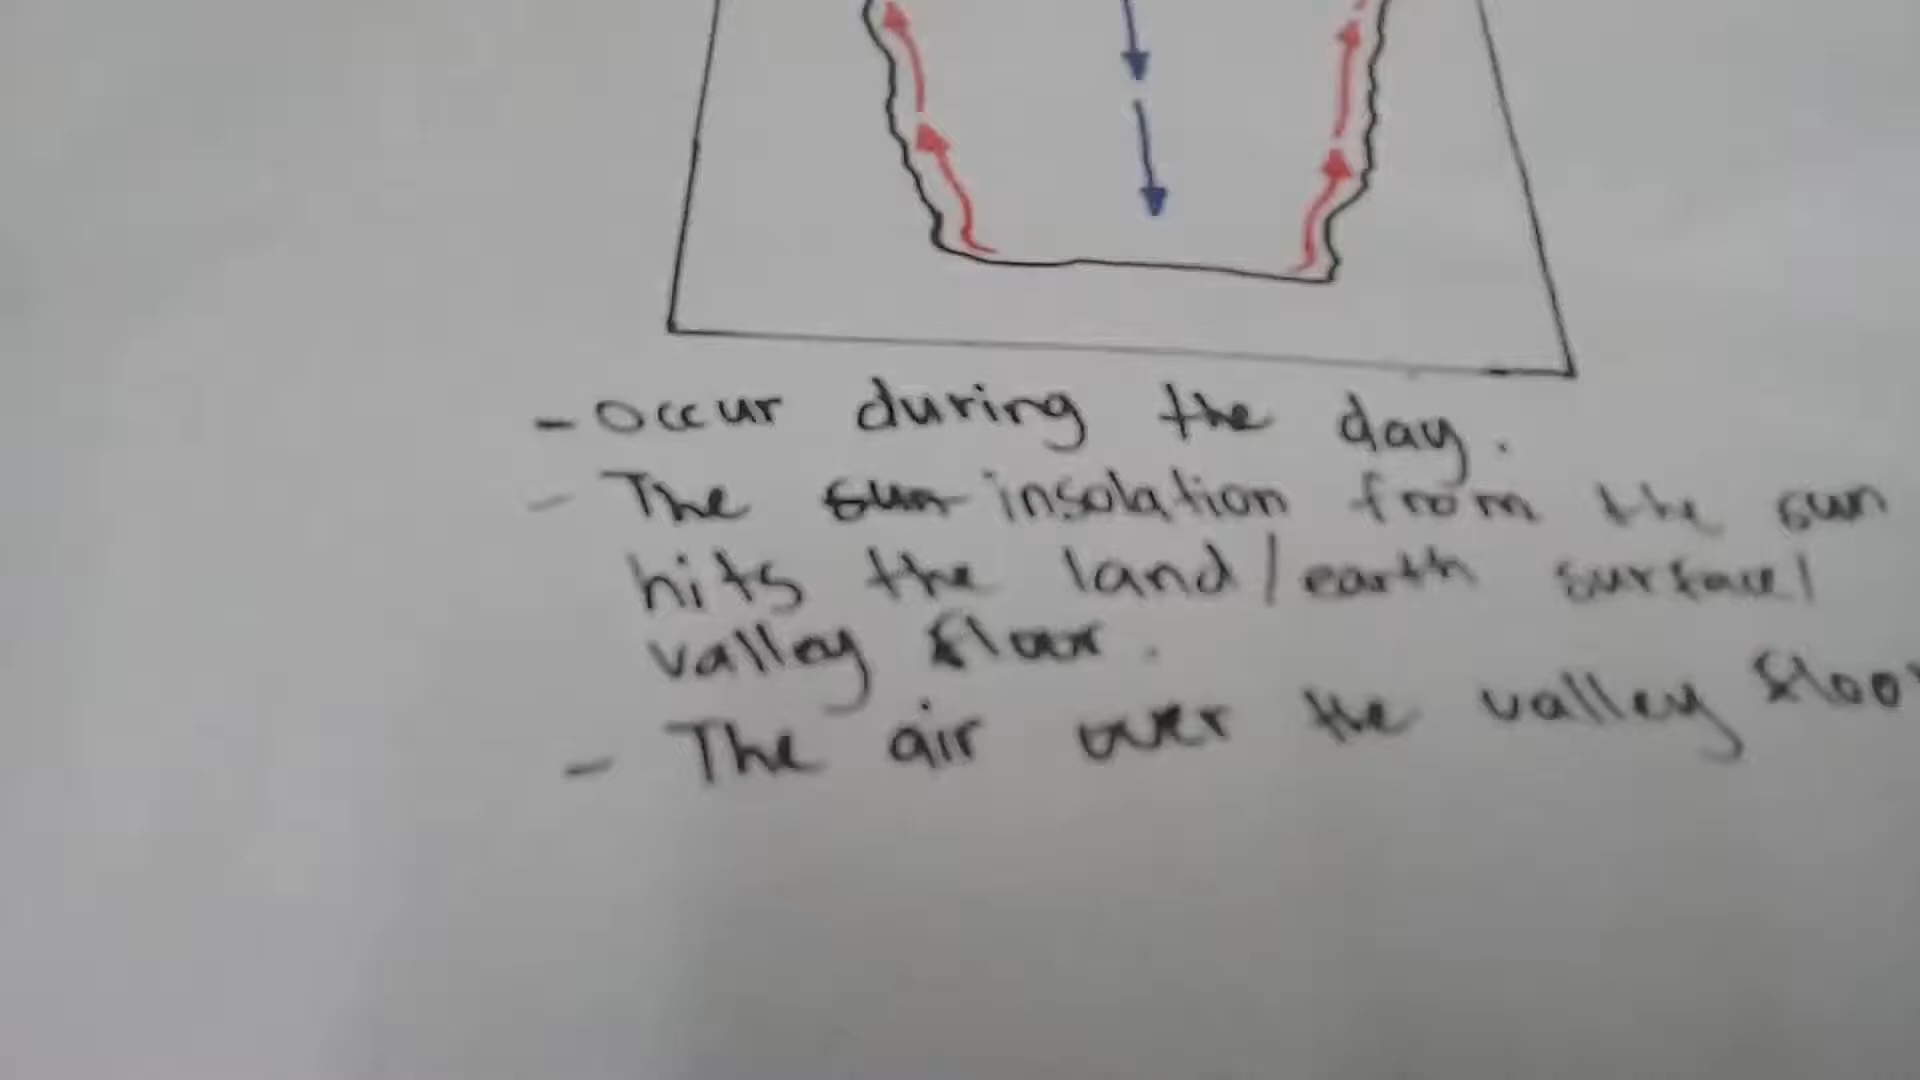 - Occur during the day.
- The sun insolation from the sun
hits the land/earth surface/
valley floor.
- The air over the valley floor